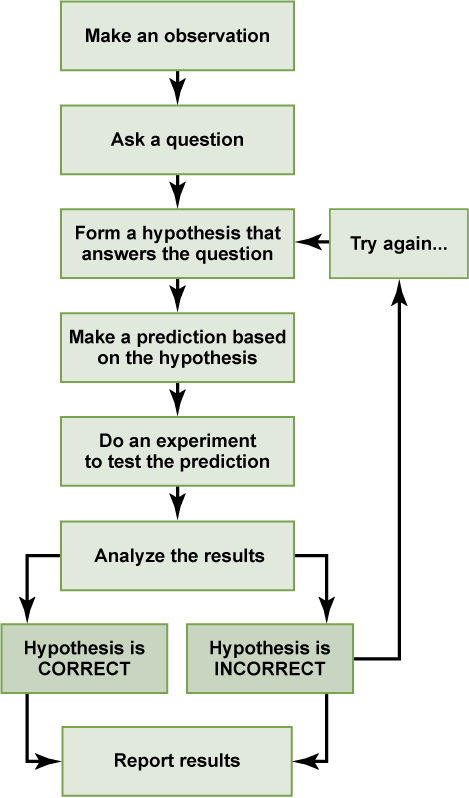 Make an observation
Ask a question
Form a hypothesis that
answers the question
Try again...
Make a prediction based
on the hypothesis
Do an experiment
to test the prediction
Analyze the results
Hypothesis is
CORRECT
Hypothesis is
INCORRECT
Report results